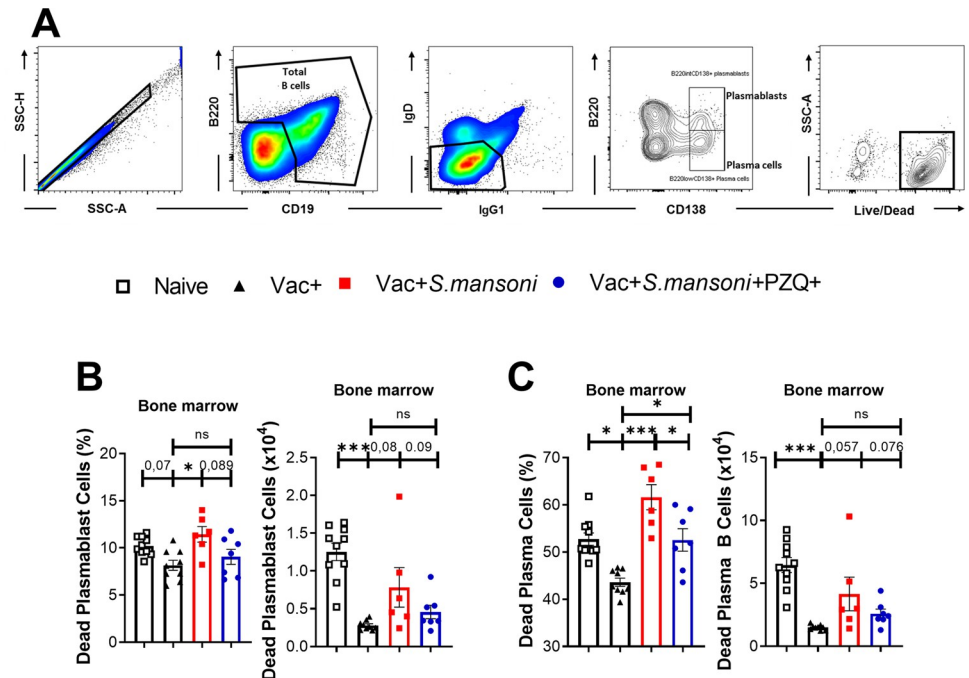 A
SSC-H
SSC-A
B220
Total
B cells
CD19
IgD
IgG1
B220
B220intCD138+ plasmablasts
Plasmablasts
Plasma cells
B220lowCD138+ Plasma cells
CD138
SSC-A
Live/Dead
Naive Vac+ Vac+S.mansoni Vac+S.mansoni+PZQ+
B
Bone marrow
ns
0,07 * 0,089
Dead Plasmablast Cells (%)
20
15
10
5
0
Bone marrow
ns
*** 0,08 0.09
Dead Plasmablast Cells (x10⁴)
2.5
2.0
1.5
1.0
0.5
0.0
C
Bone marrow
*
* *** *
Dead Plasma Cells (%)
70
60
50
40
30
Bone marrow
ns
*** 0,057 0.076
Dead Plasma B Cells (x10⁴)
15
10
5
0